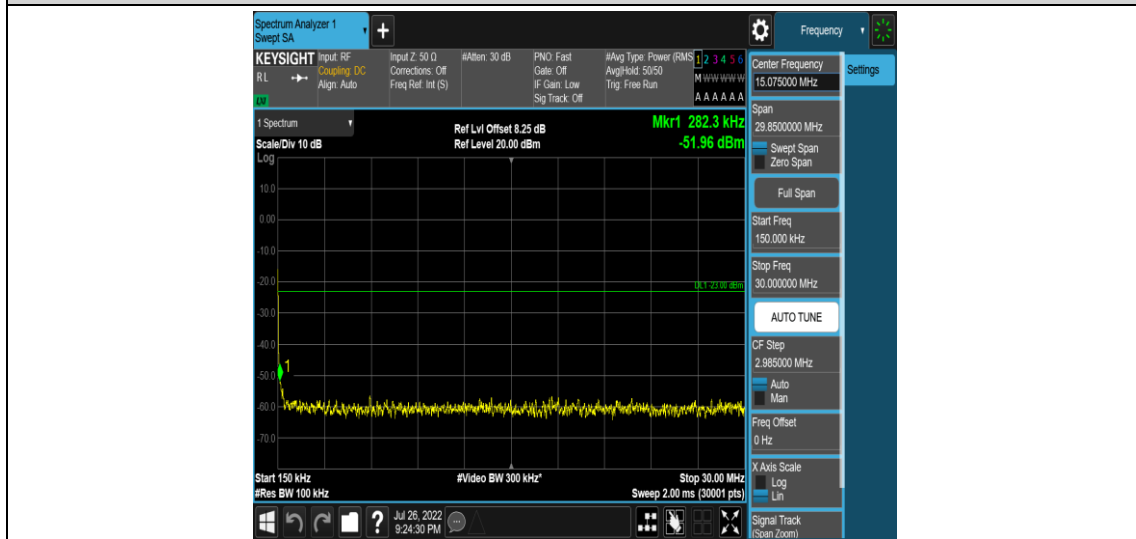 Spectrum Analyzer 1
Swept SA
+
Frequency
KEYSIGHT
RL
LXI
Input: RF
Coupling: DC
Align: Auto
Input Z: 50 Ω
Corrections: Off
Freq Ref: Int (S)
#Atten: 30 dB
PNO: Fast
Gate: Off
IF Gain: Low
Sig Track: Off
#Avg Type: Power (RMS
Avg|Hold: 50/50
Trig: Free Run
1 2 3 4 5 6
M W W W W W
A A A A A A
1 Spectrum
Scale/Div 10 dB
Ref Lvl Offset 8.25 dB
Ref Level 20.00 dBm
Mkr1 282.3 kHz
-51.96 dBm
Log
10.0
0.00
-10.0
-20.0
-30.0
-40.0
-50.0
-60.0
-70.0
DL1 -23.00 dBm
1
Start 150 kHz
#Res BW 100 kHz
#Video BW 300 kHz*
Stop 30.00 MHz
Sweep 2.00 ms (30001 pts)
?
Jul 26, 2022
9:24:30 PM
Center Frequency
15.075000 MHz
Settings
Span
29.8500000 MHz
Swept Span
Zero Span
Full Span
Start Freq
150.000 kHz
Stop Freq
30.000000 MHz
AUTO TUNE
CF Step
2.985000 MHz
Auto
Man
Freq Offset
0 Hz
X Axis Scale
Log
Lin
Signal Track
(Span Zoom)